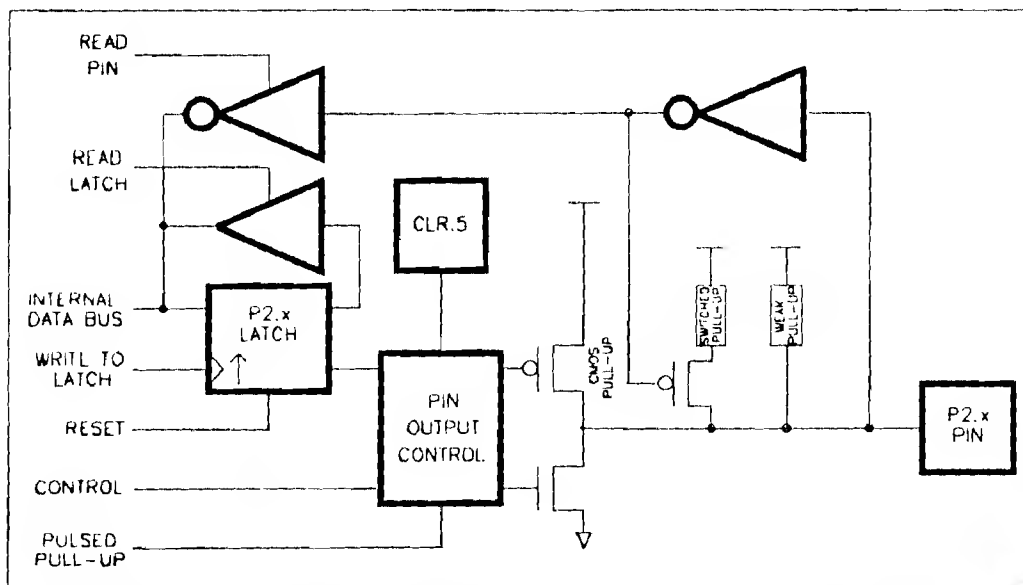 READ
PIN
READ
LATCH
CLR.5
INTERNAL
DATA BUS
P2.x
LATCH
SWITCHED
PULL-UP
WEAK
PULL-UP
WRITL TO
LATCH
CMOS
PULL-UP
PIN
OUTPUT
CONTROL
P2.x
PIN
RESET
CONTROL
PULSED
PULL-UP